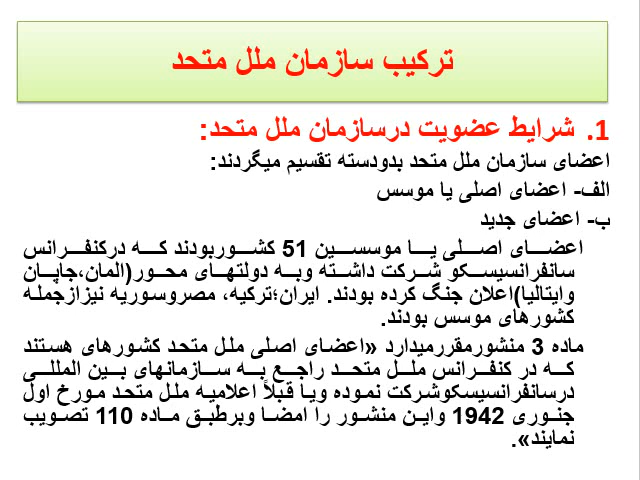 ترکیب سازمان ملل متحد
1. شرایط عضویت درسازمان ملل متحد:
اعضای سازمان ملل متحد بدودسته تقسیم میگردند:
الف- اعضای اصلی یا موسس
ب- اعضای جدید
اعضای اصلی یا موسسین 51 کشوربودند که درکنفرانس
سانفرانسیسکو شرکت داشته وبه دولتهای محور(المان،جاپان
وایتالیا)اعلان جنگ کرده بودند. ایران؛ترکیه، مصروسوریه نیزازجمله
کشورهای موسس بودند.
ماده 3 منشورمقررمیدارد «اعضای اصلی ملل متحد کشورهای هستند
که در کنفرانس ملل متحد راجع به سازمانهای بین المللی
درسانفرانسیسکوشرکت نموده ویا قبلاً اعلامیه ملل متحد مورخ اول
جنوری 1942 واین منشور را امضا وبرطبق ماده 110 تصویب
نمایند».